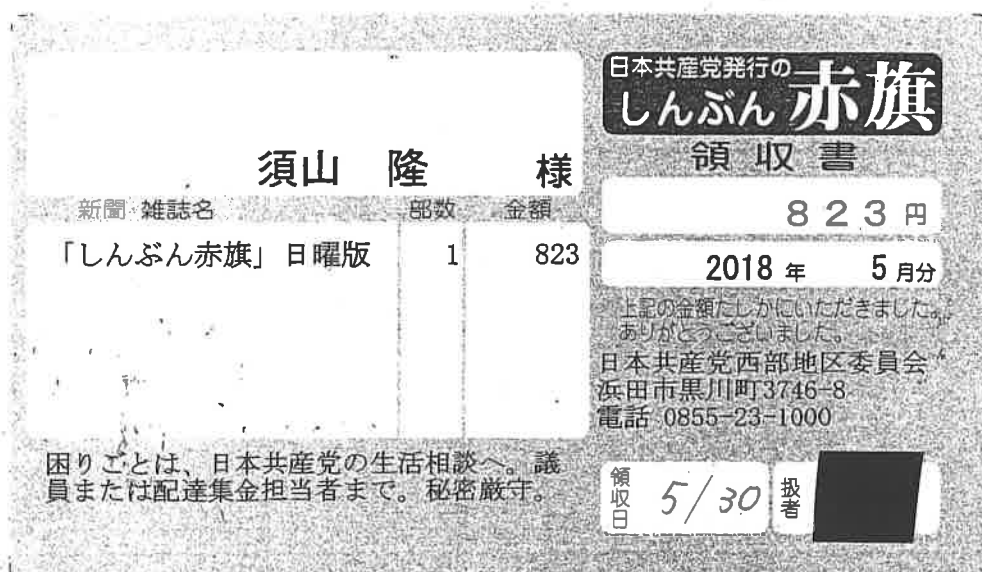 須山 隆 様
新聞・雑誌名 部数 金額
「しんぶん赤旗」日曜版 1 823
困りごとは、日本共産党の生活相談へ。議
員または配達集金担当者まで。秘密厳守。
日本共産党発行の
しんぶん赤旗
領収書
823円
2018年 5月分
上記の金額たしかにいただきました。
ありがとうございました。
日本共産党西部地区委員会
浜田市黒川町3746-8
電話 0855-23-1000
領収日 5/30 扱者